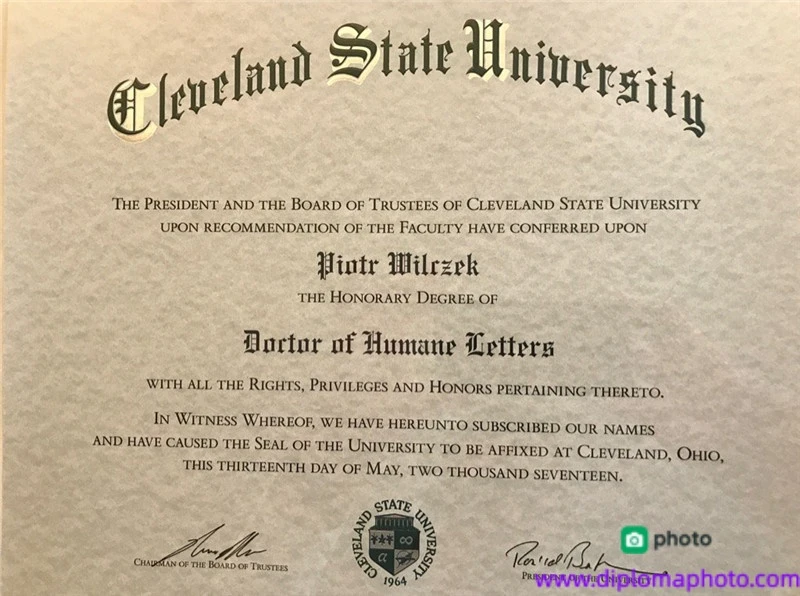 Cleveland State University
THE PRESIDENT AND THE BOARD OF TRUSTEES OF CLEVELAND STATE UNIVERSITY
UPON RECOMMENDATION OF THE FACULTY HAVE CONFERRED UPON
Piotr Wilczek
THE HONORARY DEGREE OF
Doctor of Humane Letters
WITH ALL THE RIGHTS, PRIVILEGES AND HONORS PERTAINING THERETO.
IN WITNESS WHEREOF, WE HAVE HEREUNTO SUBSCRIBED OUR NAMES
AND HAVE CAUSED THE SEAL OF THE UNIVERSITY TO BE AFFIXED AT CLEVELAND, OHIO,
THIS THIRTEENTH DAY OF MAY, TWO THOUSAND SEVENTEEN.
CLEVELAND STATE UNIVERSITY
1964
CHAIRMAN OF THE BOARD OF TRUSTEES
photo
PRESIDENT OF THE UNIVERSITY
www.diplomaphoto.com